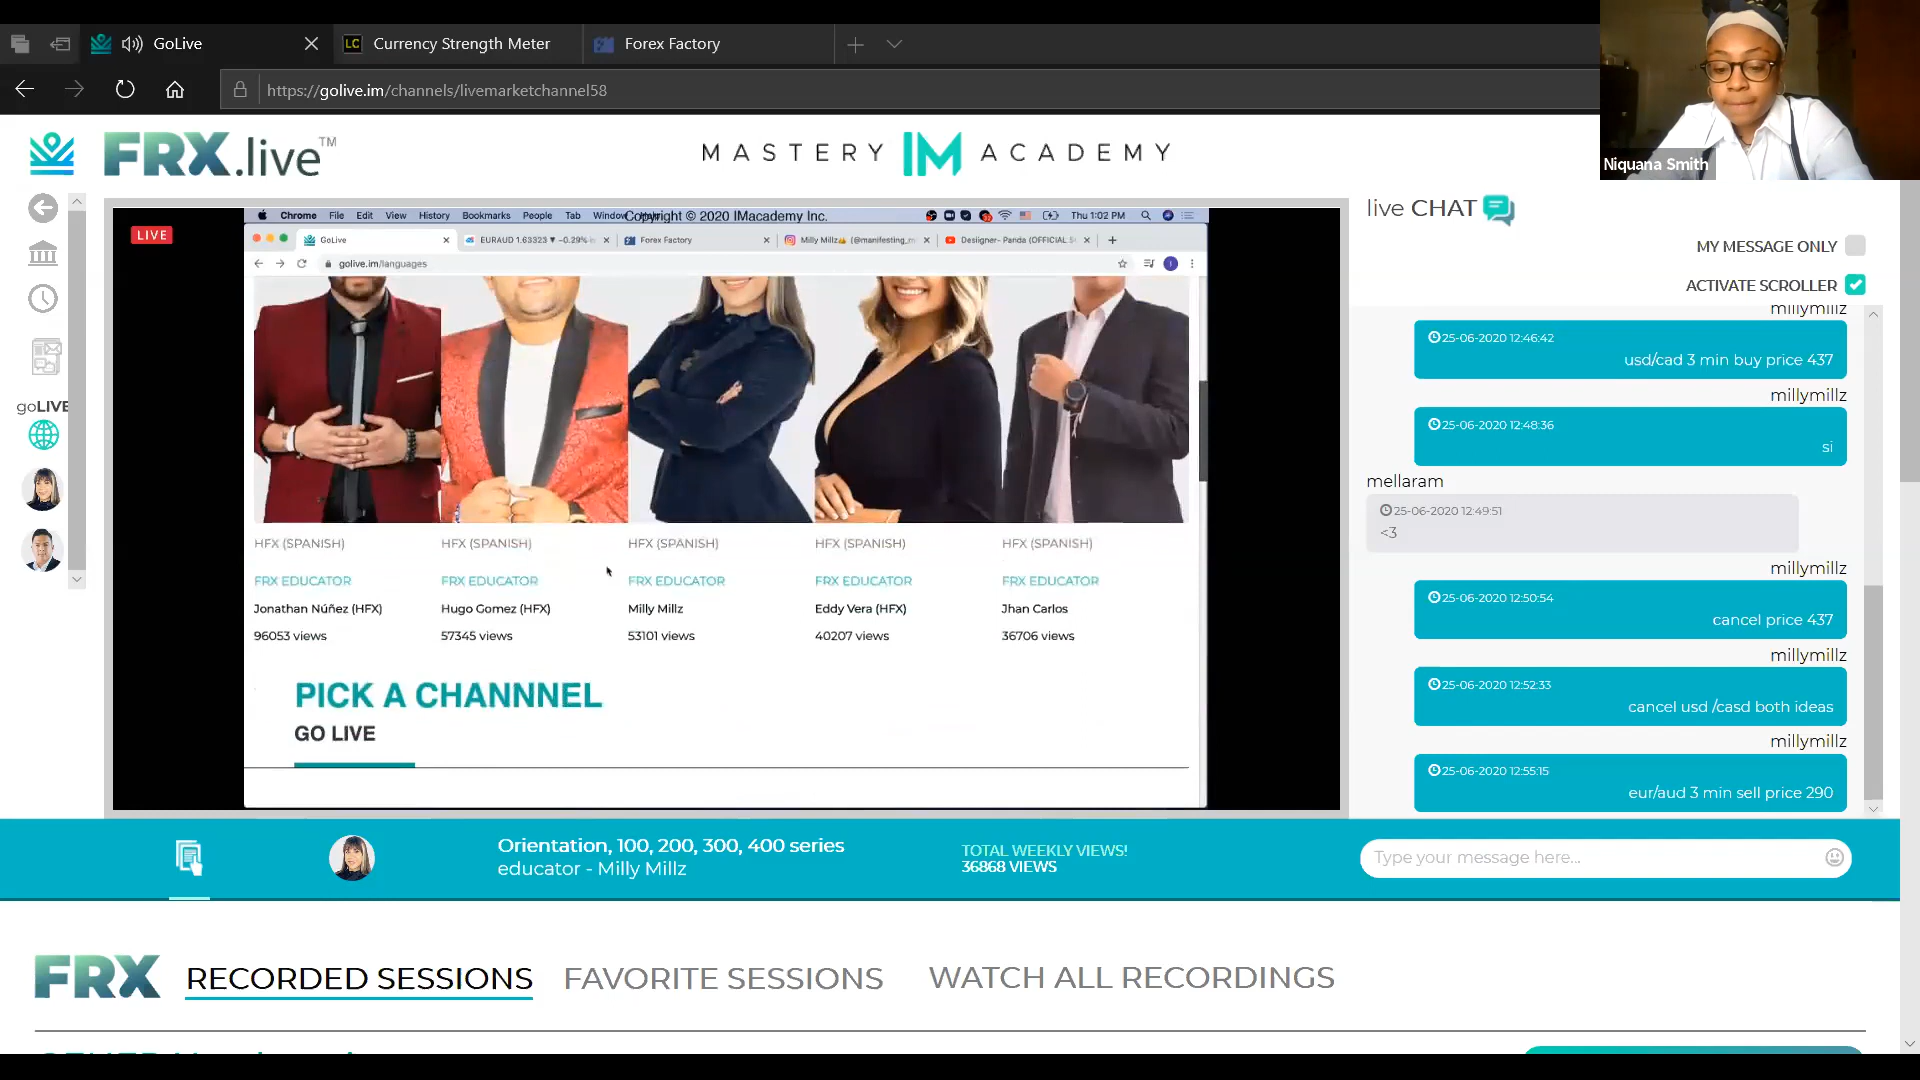 GoLive
LC Currency Strength Meter
Forex Factory
https://golive.im/channels/livemarketchannel58
Niquana Smith
FRX.live™
MASTERY IM ACADEMY
live CHAT
MY MESSAGE ONLY
ACTIVATE SCROLLER
LIVE
Chrome File Edit View History Bookmarks People Tab Window
Copyright © 2020 IMacademy Inc.
Thu 1:02 PM
GoLive
EURAUD 1.63323 ▼ −0.29%
Forex Factory
Milly Millz (@manifesting_m
Desiigner- Panda (OFFICIAL S
golive.im/languages
goLIVE
HFX (SPANISH)
FRX EDUCATOR
Jonathan Núñez (HFX)
96053 views
HFX (SPANISH)
FRX EDUCATOR
Hugo Gomez (HFX)
57345 views
HFX (SPANISH)
FRX EDUCATOR
Milly Millz
53101 views
HFX (SPANISH)
FRX EDUCATOR
Eddy Vera (HFX)
40207 views
HFX (SPANISH)
FRX EDUCATOR
Jhan Carlos
36706 views
PICK A CHANNNEL
GO LIVE
millymillz
25-06-2020 12:46:42
usd/cad 3 min buy price 437
millymillz
25-06-2020 12:48:36
si
mellaram
25-06-2020 12:49:51
<3
millymillz
25-06-2020 12:50:54
cancel price 437
millymillz
25-06-2020 12:52:33
cancel usd /casd both ideas
millymillz
25-06-2020 12:55:15
eur/aud 3 min sell price 290
Orientation, 100, 200, 300, 400 series
educator - Milly Millz
TOTAL WEEKLY VIEWS!
36868 VIEWS
Type your message here...
FRX RECORDED SESSIONS FAVORITE SESSIONS WATCH ALL RECORDINGS